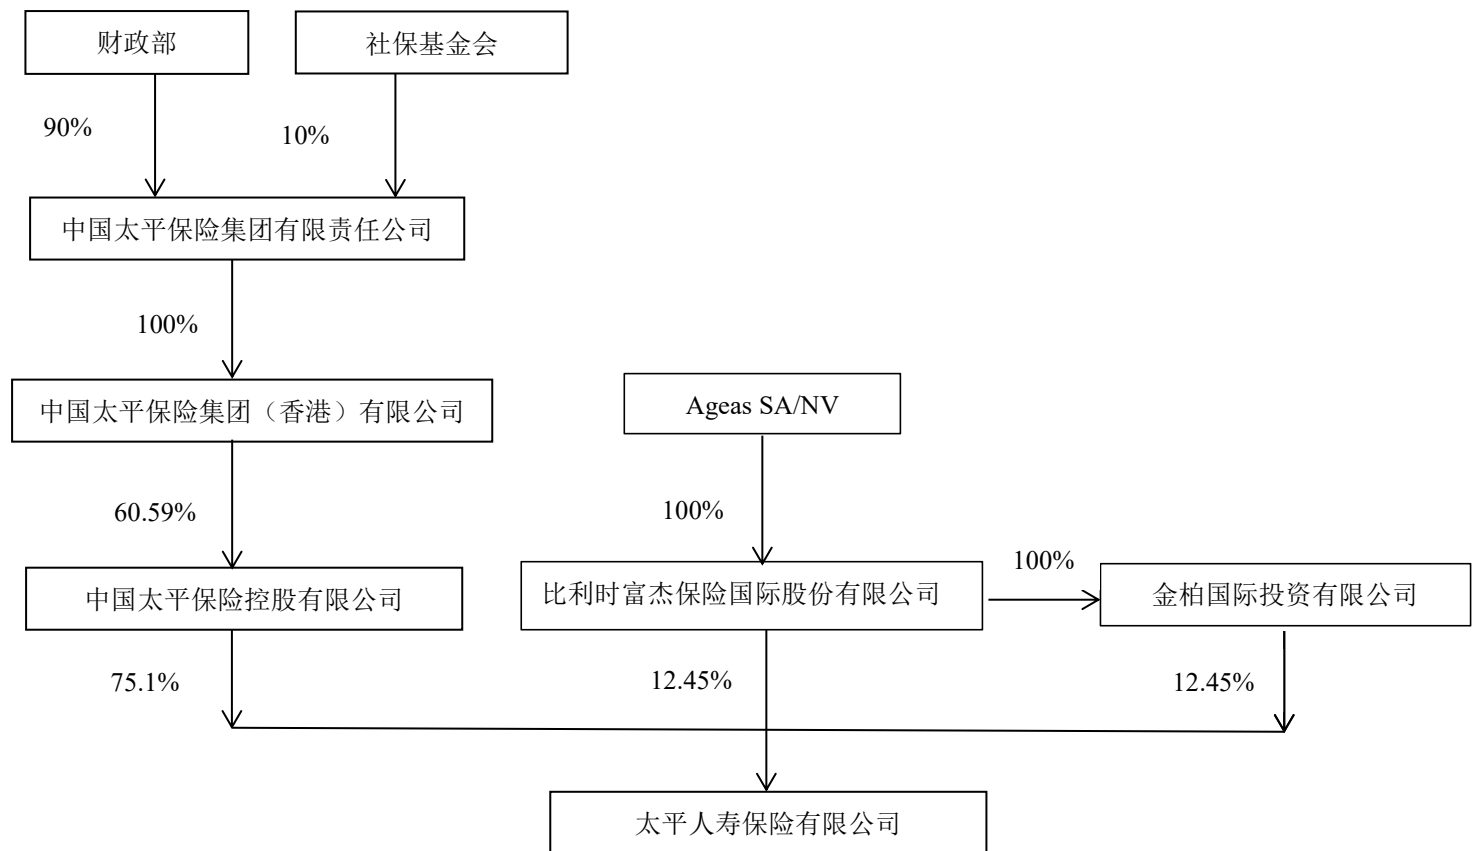 财政部
社保基金会
90%
10%
中国太平保险集团有限责任公司
100%
中国太平保险集团（香港）有限公司
Ageas SA/NV
60.59%
100%
100%
中国太平保险控股有限公司
比利时富杰保险国际股份有限公司
金柏国际投资有限公司
75.1%
12.45%
12.45%
太平人寿保险有限公司